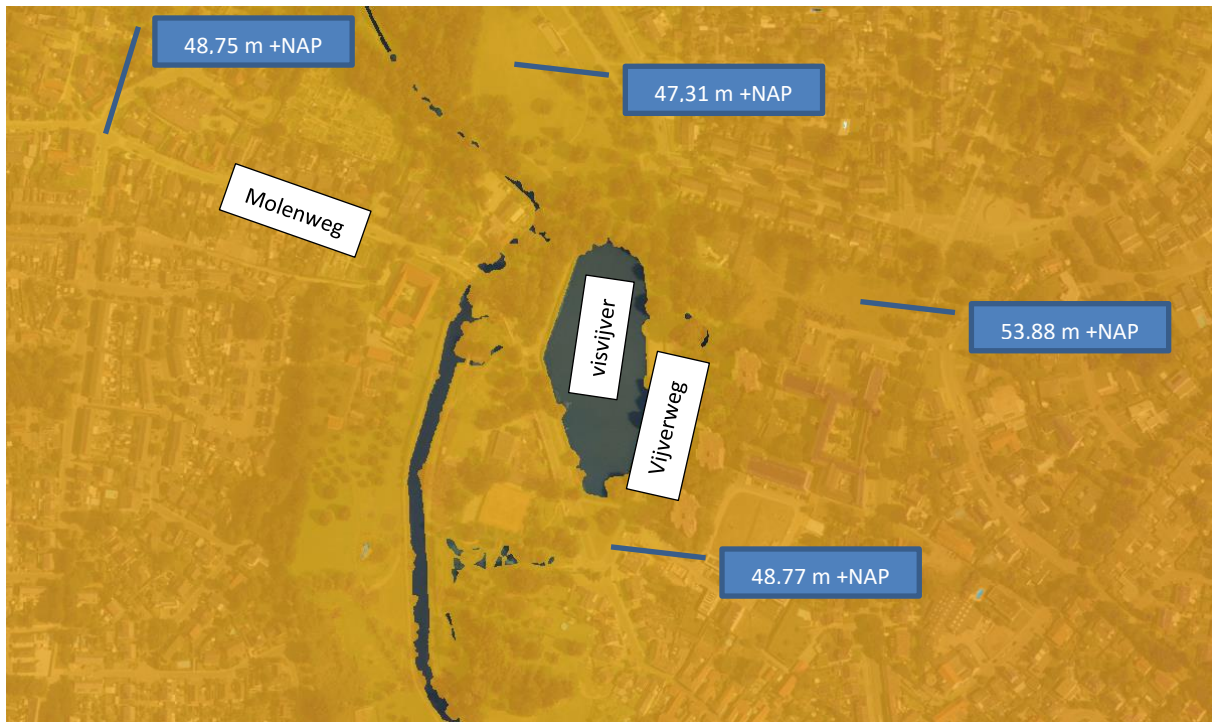 48,75 m +NAP
47,31 m +NAP
Molenweg
visvijver
53.88 m +NAP
Vijverweg
48.77 m +NAP